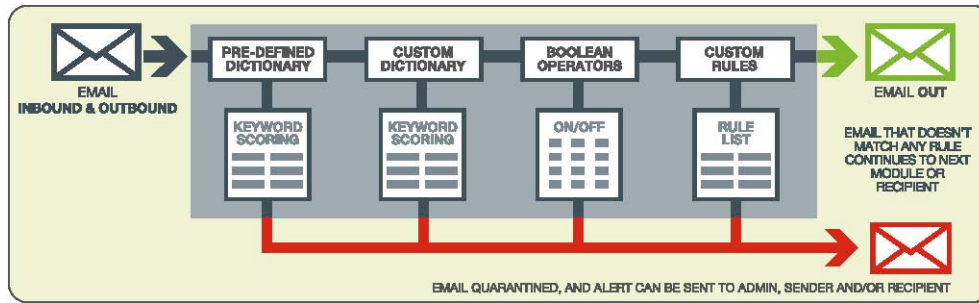 PRE-DEFINED
DICTIONARY
CUSTOM
DICTIONARY
BOOLEAN
OPERATORS
CUSTOM
RULES
EMAIL
INBOUND & OUTBOUND
EMAIL OUT
KEYWORD
SCORING
KEYWORD
SCORING
ON/OFF
RULE
LIST
EMAIL THAT DOESN'T
MATCH ANY RULE
CONTINUES TO NEXT
MODULE OR
RECIPIENT
EMAIL QUARANTINED, AND ALERT CAN BE SENT TO ADMIN, SENDER AND/OR RECIPIENT